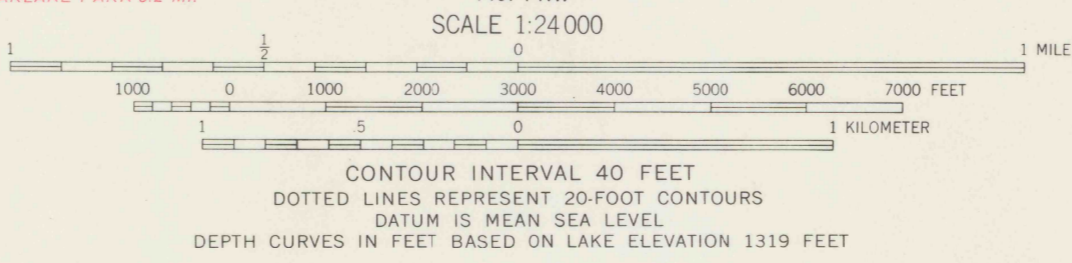 SCALE 1:24 000
1 ½ 0 1 MILE
1000 0 1000 2000 3000 4000 5000 6000 7000 FEET
1 .5 0 1 KILOMETER
CONTOUR INTERVAL 40 FEET
DOTTED LINES REPRESENT 20-FOOT CONTOURS
DATUM IS MEAN SEA LEVEL
DEPTH CURVES IN FEET BASED ON LAKE ELEVATION 1319 FEET